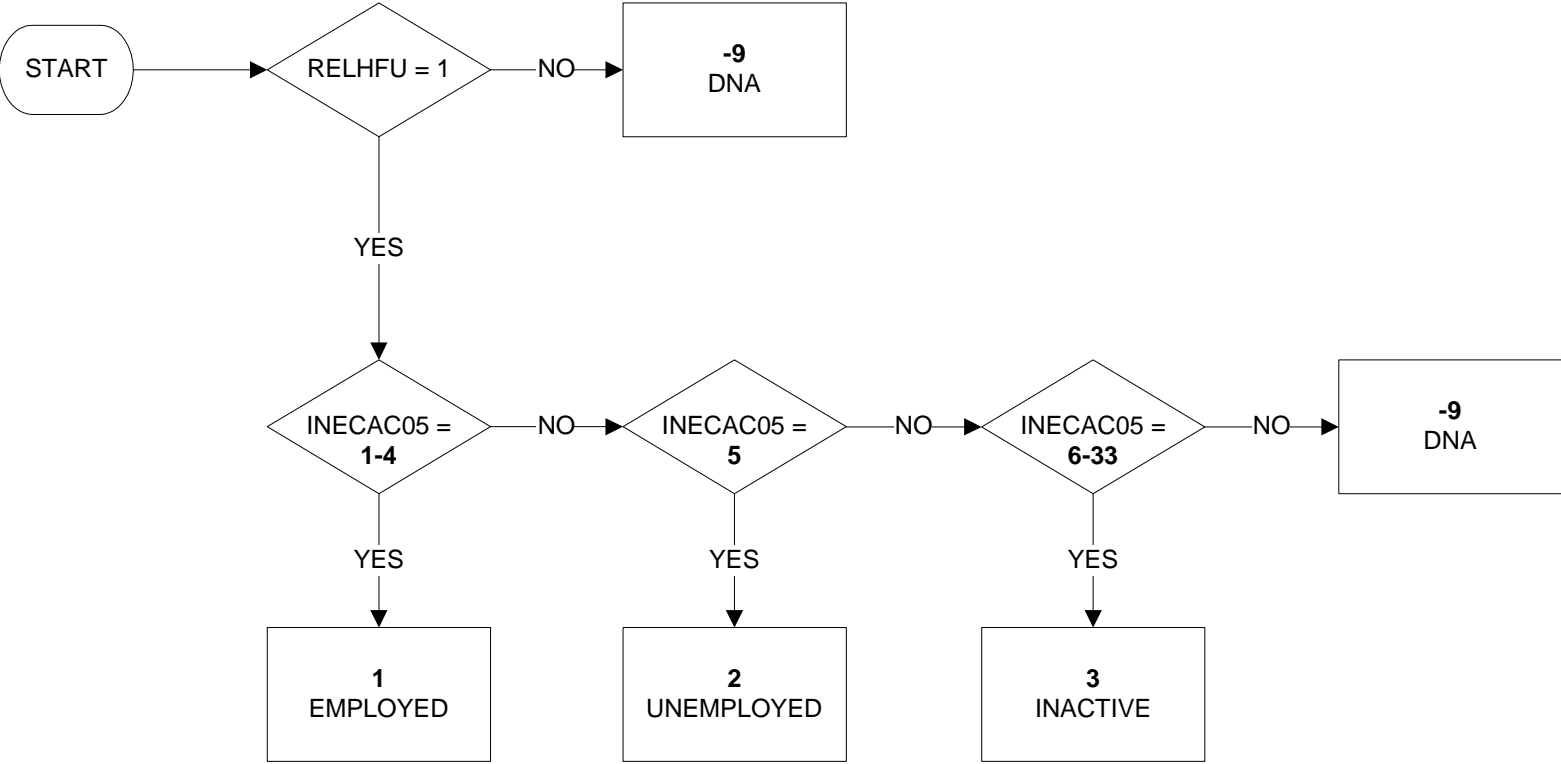 START
RELHFU = 1
NO
-9
DNA
YES
INECAC05 =
1-4
NO
INECAC05 =
5
NO
INECAC05 =
6-33
NO
-9
DNA
YES
YES
YES
1
EMPLOYED
2
UNEMPLOYED
3
INACTIVE